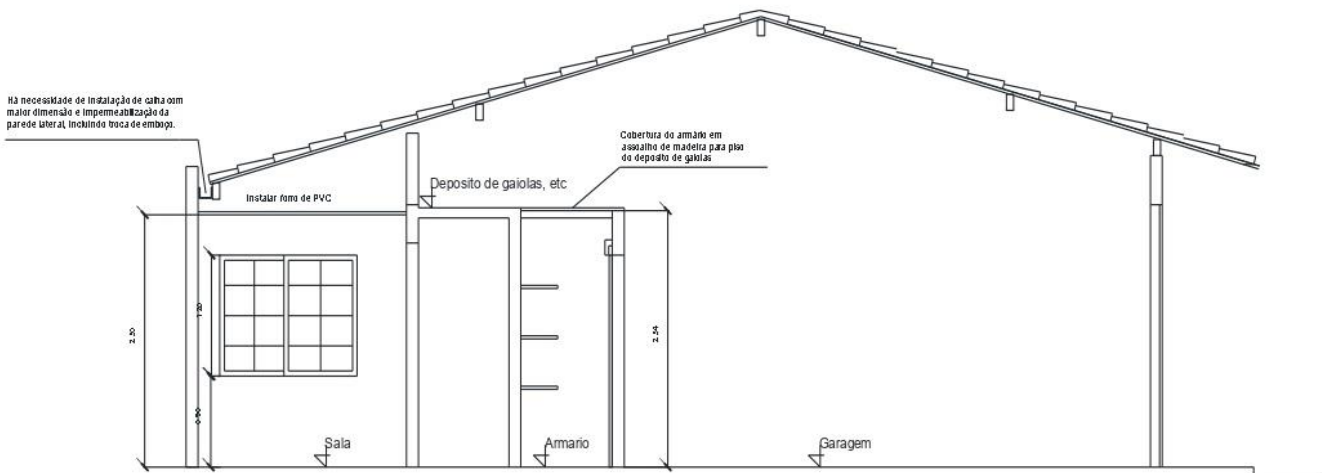 Há necessidade de instalação de calha com
maior dimensão e impermeabilização da
parede lateral, incluindo troca de emboço.
Cobertura do armário em
assoalho de madeira para piso
do deposito de gaiolas
Deposito de gaiolas, etc
Instalar forro de PVC
1.20
2.50
2.54
0.90
Sala
Armario
Garagem